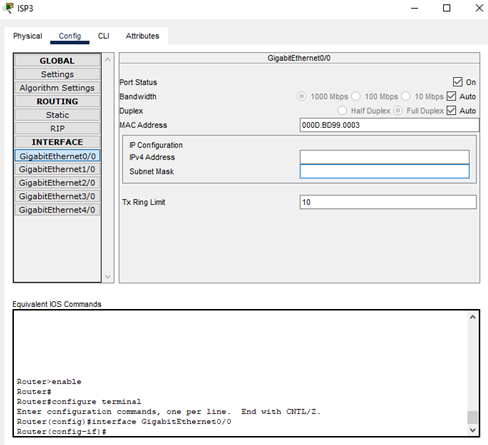 ISP3
Physical Config CLI Attributes
GLOBAL
Settings
Algorithm Settings
ROUTING
Static
RIP
INTERFACE
GigabitEthernet0/0
GigabitEthernet1/0
GigabitEthernet2/0
GigabitEthernet3/0
GigabitEthernet4/0
GigabitEthernet0/0
Port Status On
Bandwidth 1000 Mbps 100 Mbps 10 Mbps Auto
Duplex Half Duplex Full Duplex Auto
MAC Address 000D.BD99.0003
IP Configuration
IPv4 Address
Subnet Mask
Tx Ring Limit 10
Equivalent IOS Commands
Router>enable
Router#
Router#configure terminal
Enter configuration commands, one per line. End with CNTL/Z.
Router(config)#interface GigabitEthernet0/0
Router(config-if)#